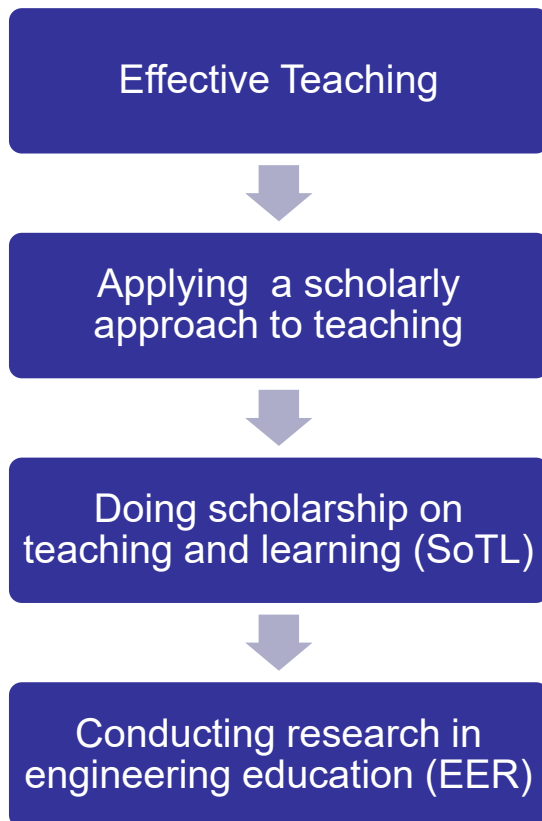 Effective Teaching
Applying  a scholarly
approach to teaching
Doing scholarship on
teaching and learning (SoTL)
Conducting research in
engineering education (EER)